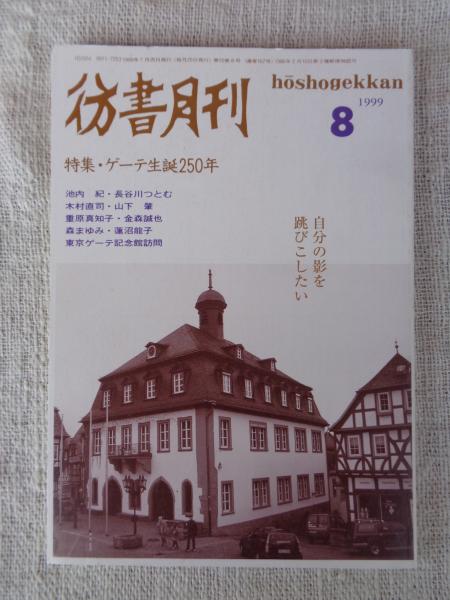 hōshogekkan
彷書月刊
8
1999
特集・ゲーテ生誕250年
池内 紀・長谷川つとむ
木村直司・山下 肇
重原真知子・金森誠也
森まゆみ・蓮沼龍子
東京ゲーテ記念館訪問
自分の影を
跳びこしたい